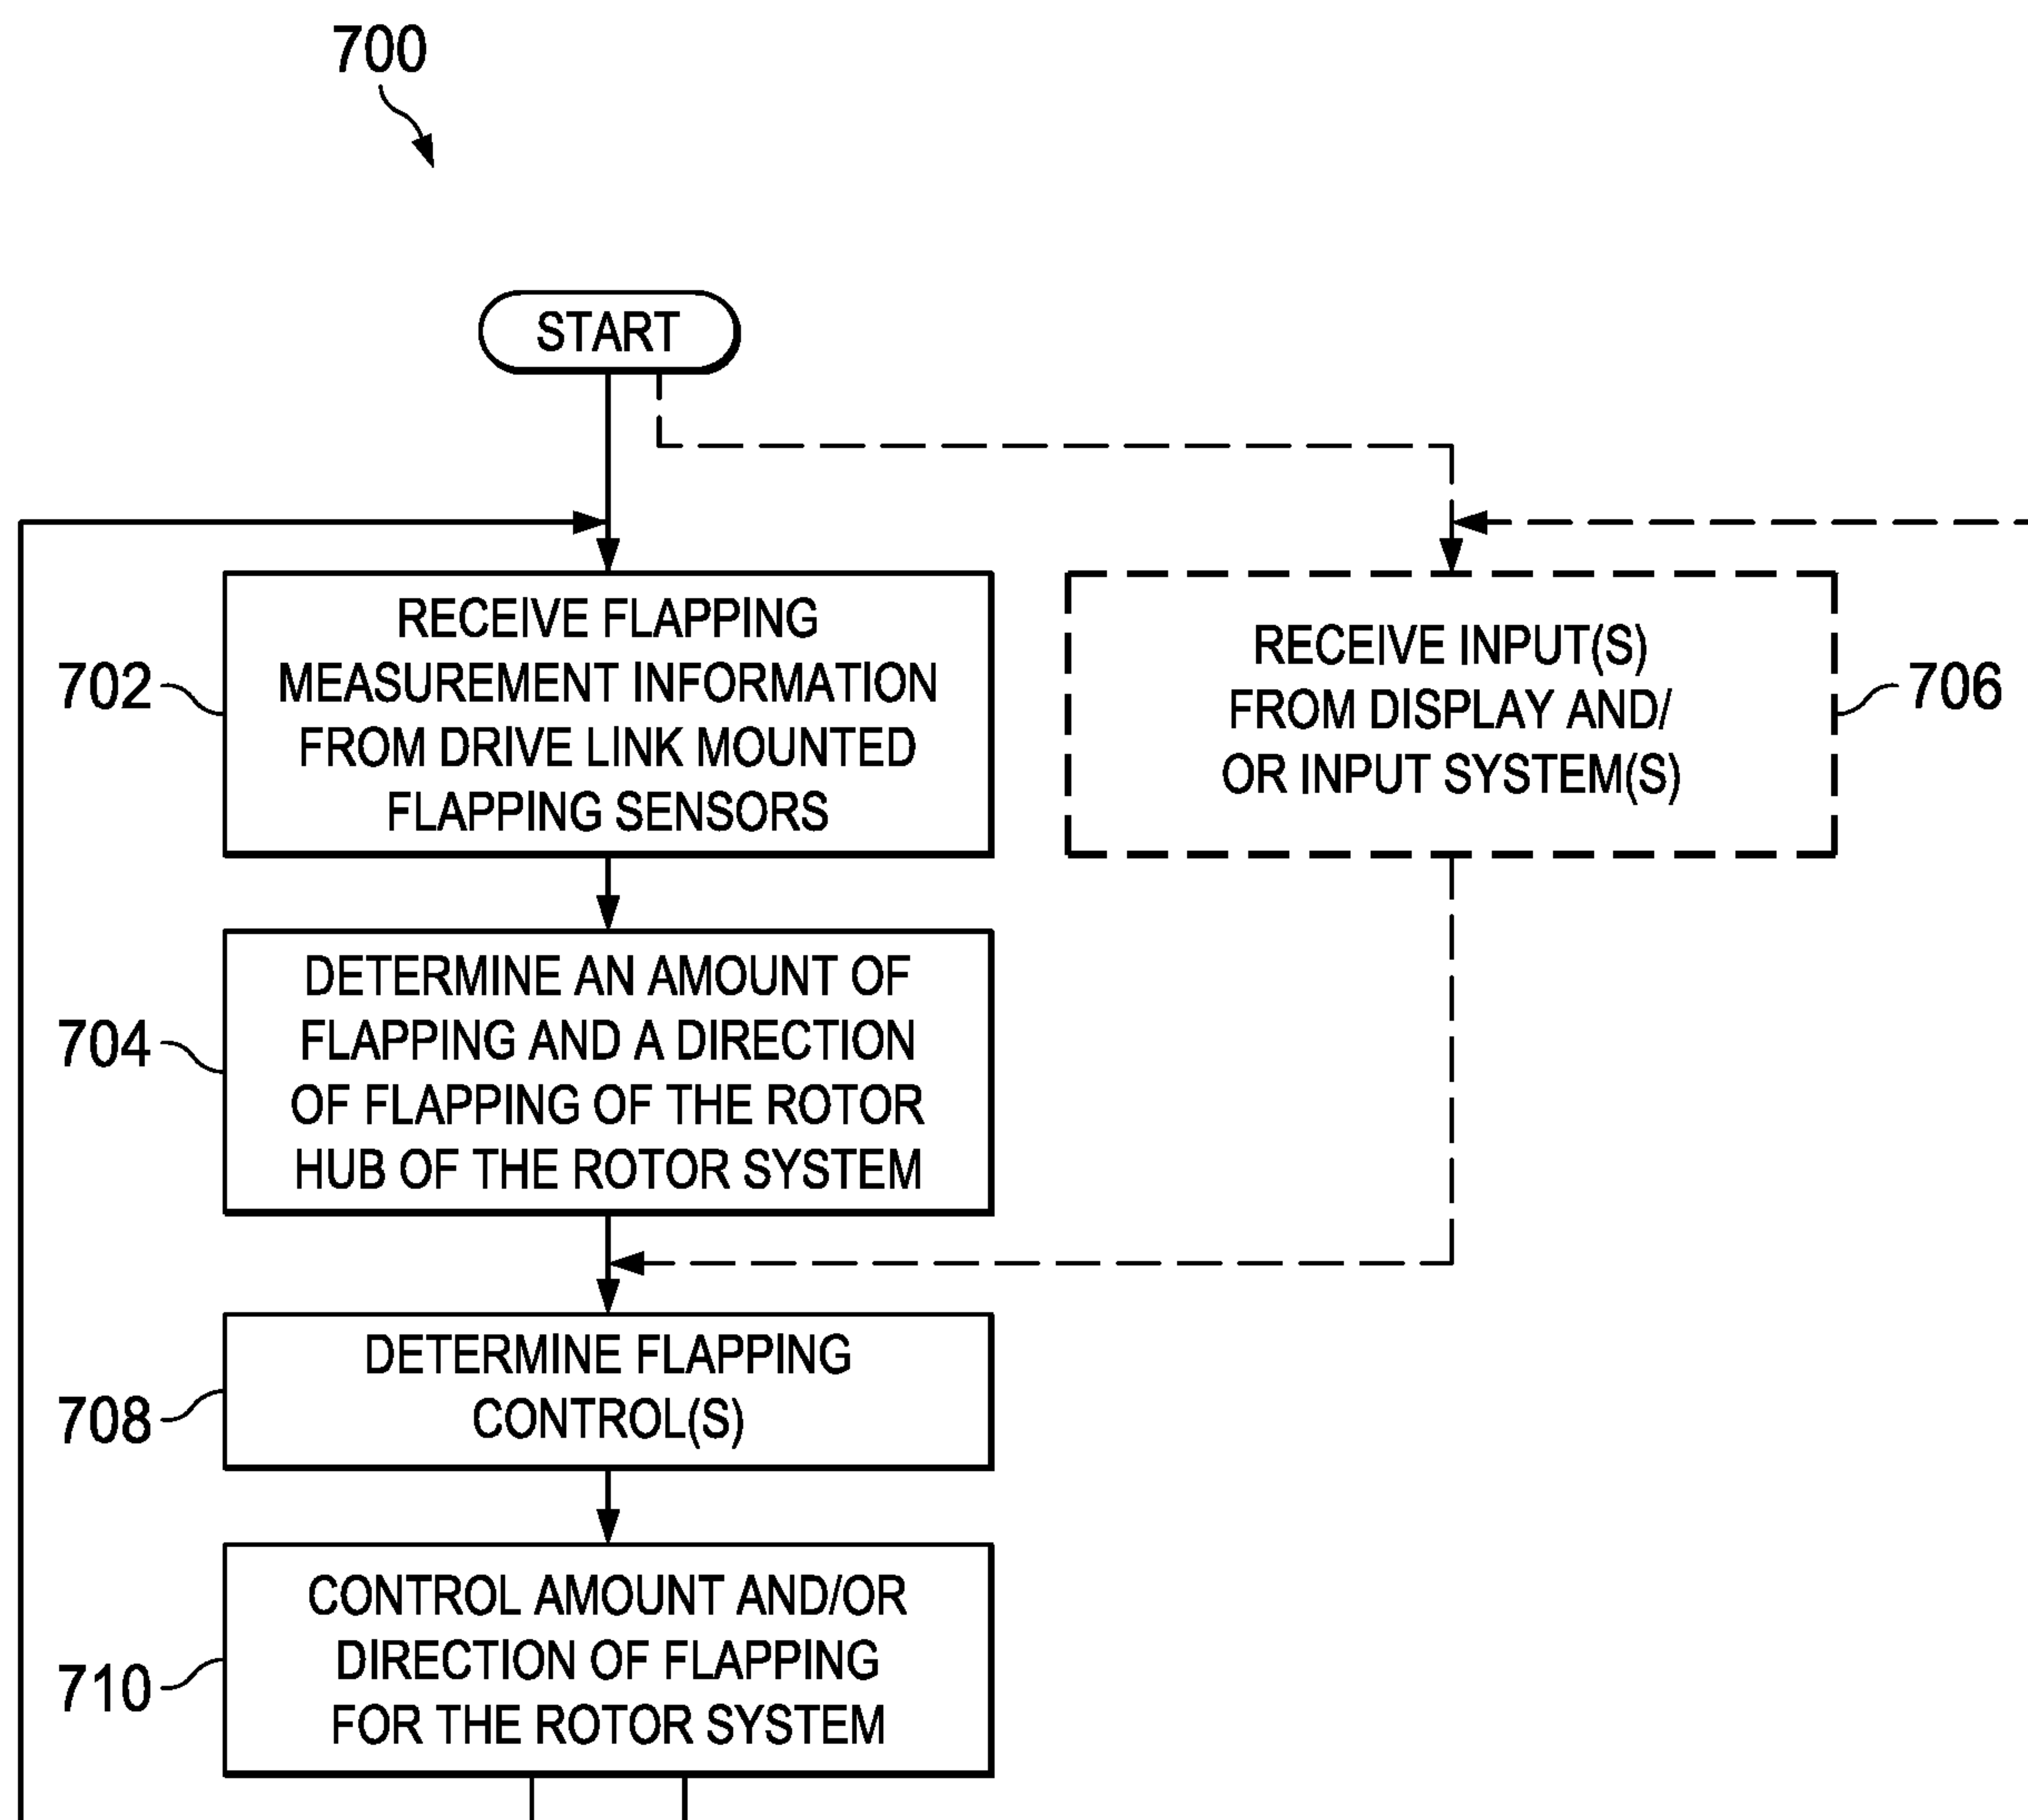 700
START
RECEIVE FLAPPING
MEASUREMENT INFORMATION
FROM DRIVE LINK MOUNTED
FLAPPING SENSORS
702
RECEIVE INPUT(S)
FROM DISPLAY AND/
OR INPUT SYSTEM(S)
706
DETERMINE AN AMOUNT OF
FLAPPING AND A DIRECTION
OF FLAPPING OF THE ROTOR
HUB OF THE ROTOR SYSTEM
704
DETERMINE FLAPPING
CONTROL(S)
708
CONTROL AMOUNT AND/OR
DIRECTION OF FLAPPING
FOR THE ROTOR SYSTEM
710